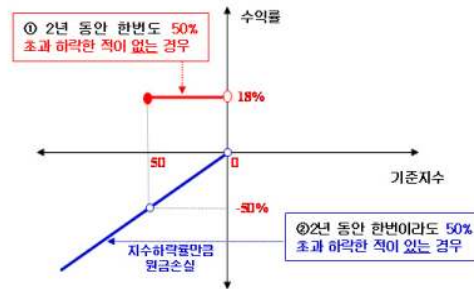 수익률
① 2년 동안 한번도 50%
초과 하락한 적이 없는 경우
18%
50
0
기준지수
-50%
지수하락률만큼
원금손실
②2년 동안 한번이라도 50%
초과 하락한 적이 있는 경우